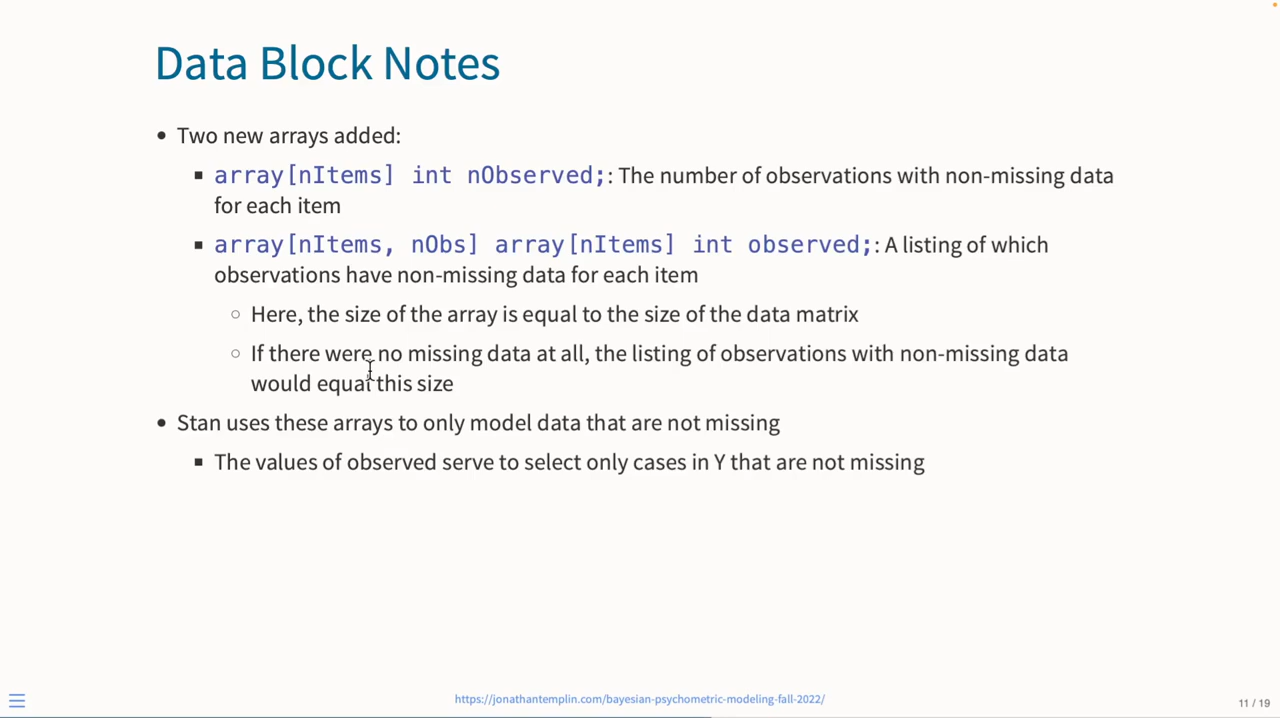 Data Block Notes
• Two new arrays added:
▪ array[nItems] int nObserved;: The number of observations with non-missing data
for each item
▪ array[nItems, nObs] array[nItems] int observed;: A listing of which
observations have non-missing data for each item
○ Here, the size of the array is equal to the size of the data matrix
○ If there were no missing data at all, the listing of observations with non-missing data
would equal this size
• Stan uses these arrays to only model data that are not missing
▪ The values of observed serve to select only cases in Y that are not missing
https://jonathantemplin.com/bayesian-psychometric-modeling-fall-2022/
11 / 19